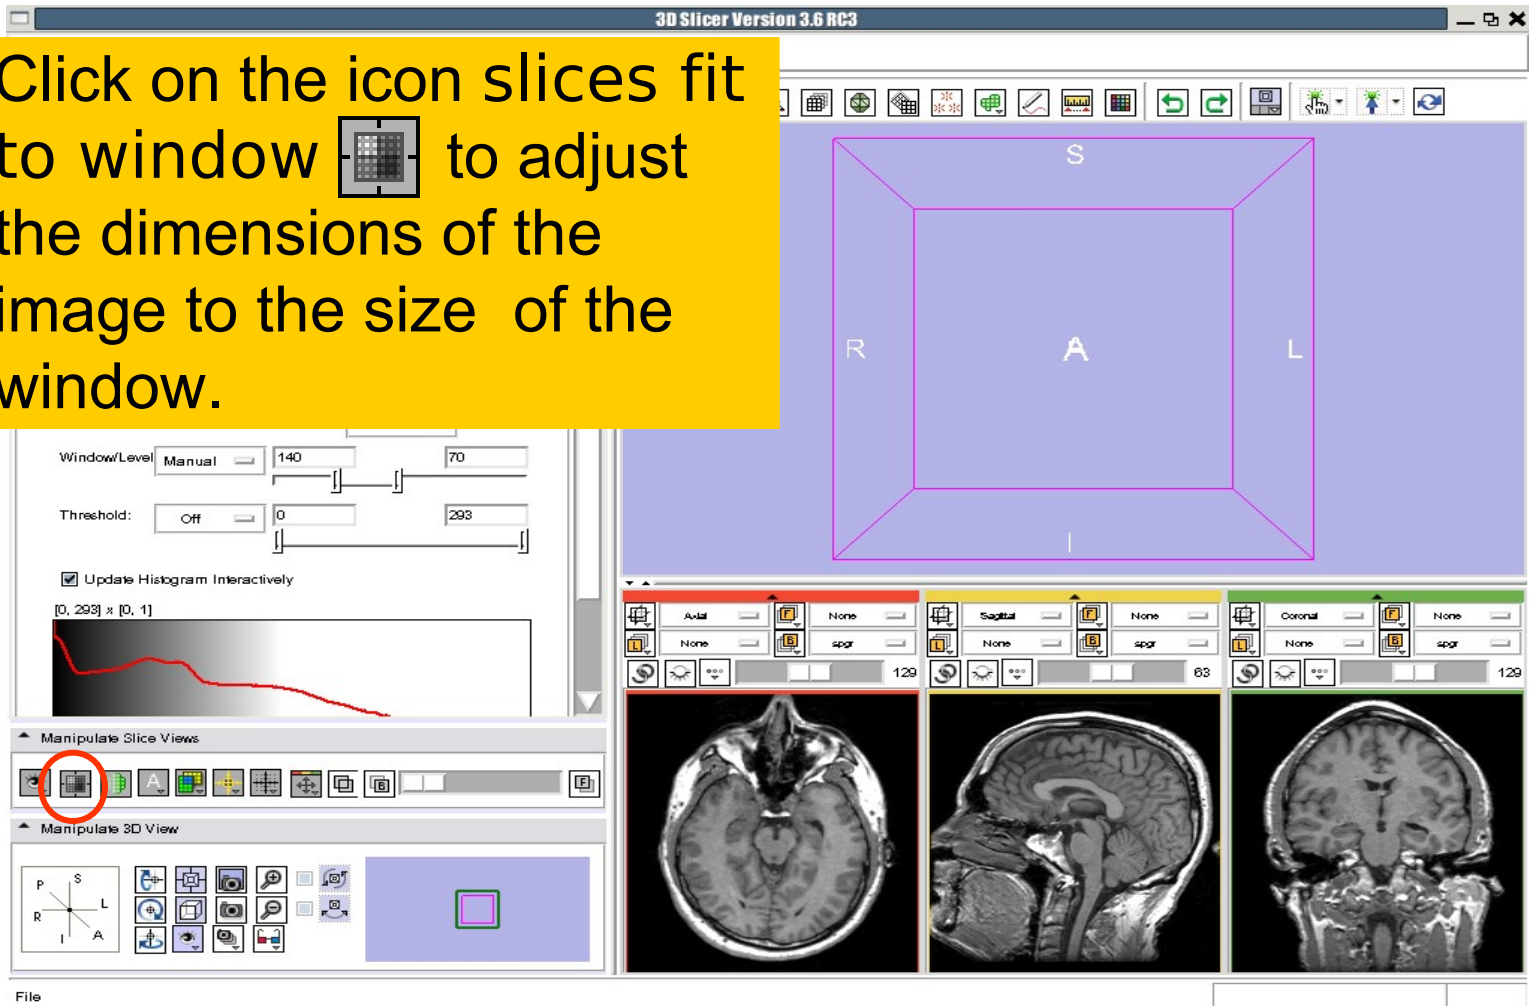 3D Slicer Version 3.6 RC3
Click on the icon slices fit
to window to adjust
the dimensions of the
image to the size of the
window.
S
R A L
I
Window/Level Manual 140 70
Threshold: Off 0 293
Update Histogram Interactively
[0, 293] x [0, 1]
Axial F None
L None B spgr
129
Sagittal F None
L None B spgr
63
Coronal F None
L None B spgr
129
Manipulate Slice Views
A B F
Manipulate 3D View
P S
R L
I A
File